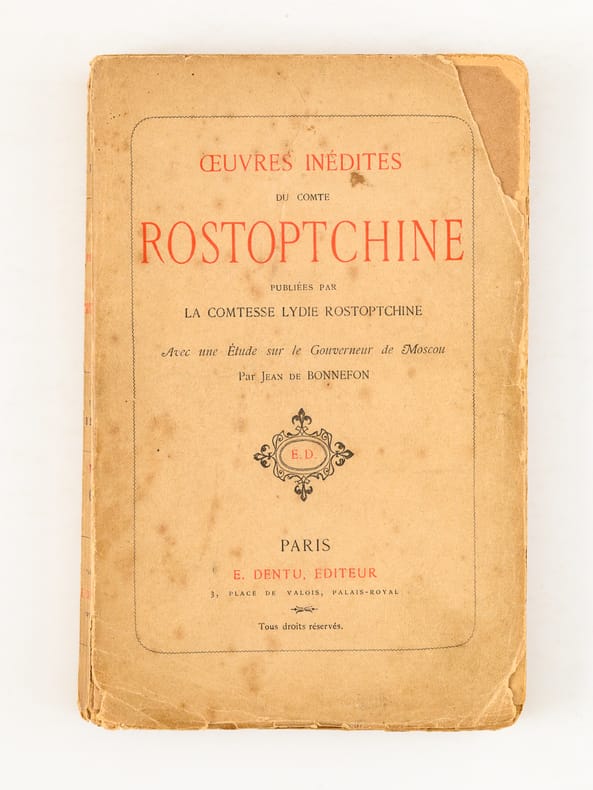 ŒUVRES INÉDITES
DU COMTE
ROSTOPTCHINE
PUBLIÉES PAR
LA COMTESSE LYDIE ROSTOPTCHINE
Avec une Étude sur le Gouverneur de Moscou
Par Jean de BONNEFON
E.D.
PARIS
E. DENTU, EDITEUR
3, PLACE DE VALOIS, PALAIS-ROYAL
Tous droits réservés.